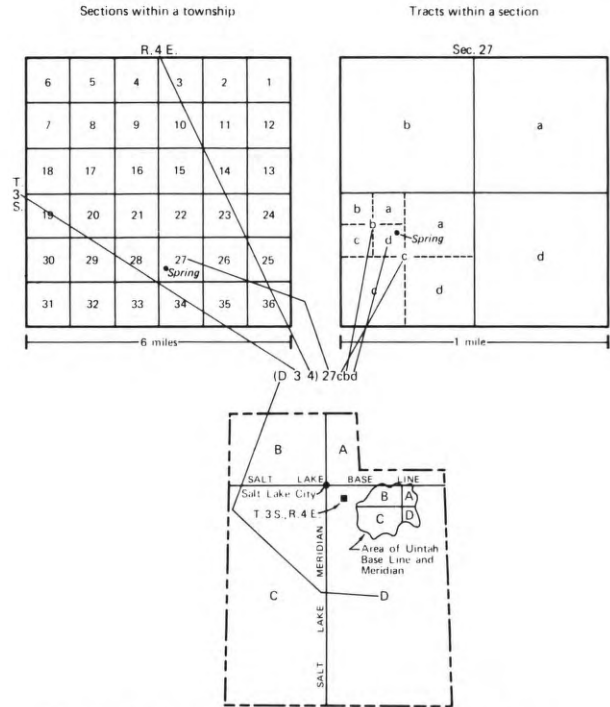 Sections within a township
Tracts within a section
R. 4 E.
Sec. 27
6 5 4 3 2 1
7 8 9 10 11 12
18 17 16 15 14 13
T
3
S.
19 20 21 22 23 24
30 29 28 27 26 25
Spring
31 32 33 34 35 36
6 miles
b a
b a
b a
c d Spring
c d
c d
1 mile
(D 3 4) 27cbd
B A
SALT LAKE BASE LINE
Salt Lake City
T. 3 S., R. 4 E.
B A
C D
Area of Uintah
Base Line and
Meridian
C D
SALT LAKE MERIDIAN